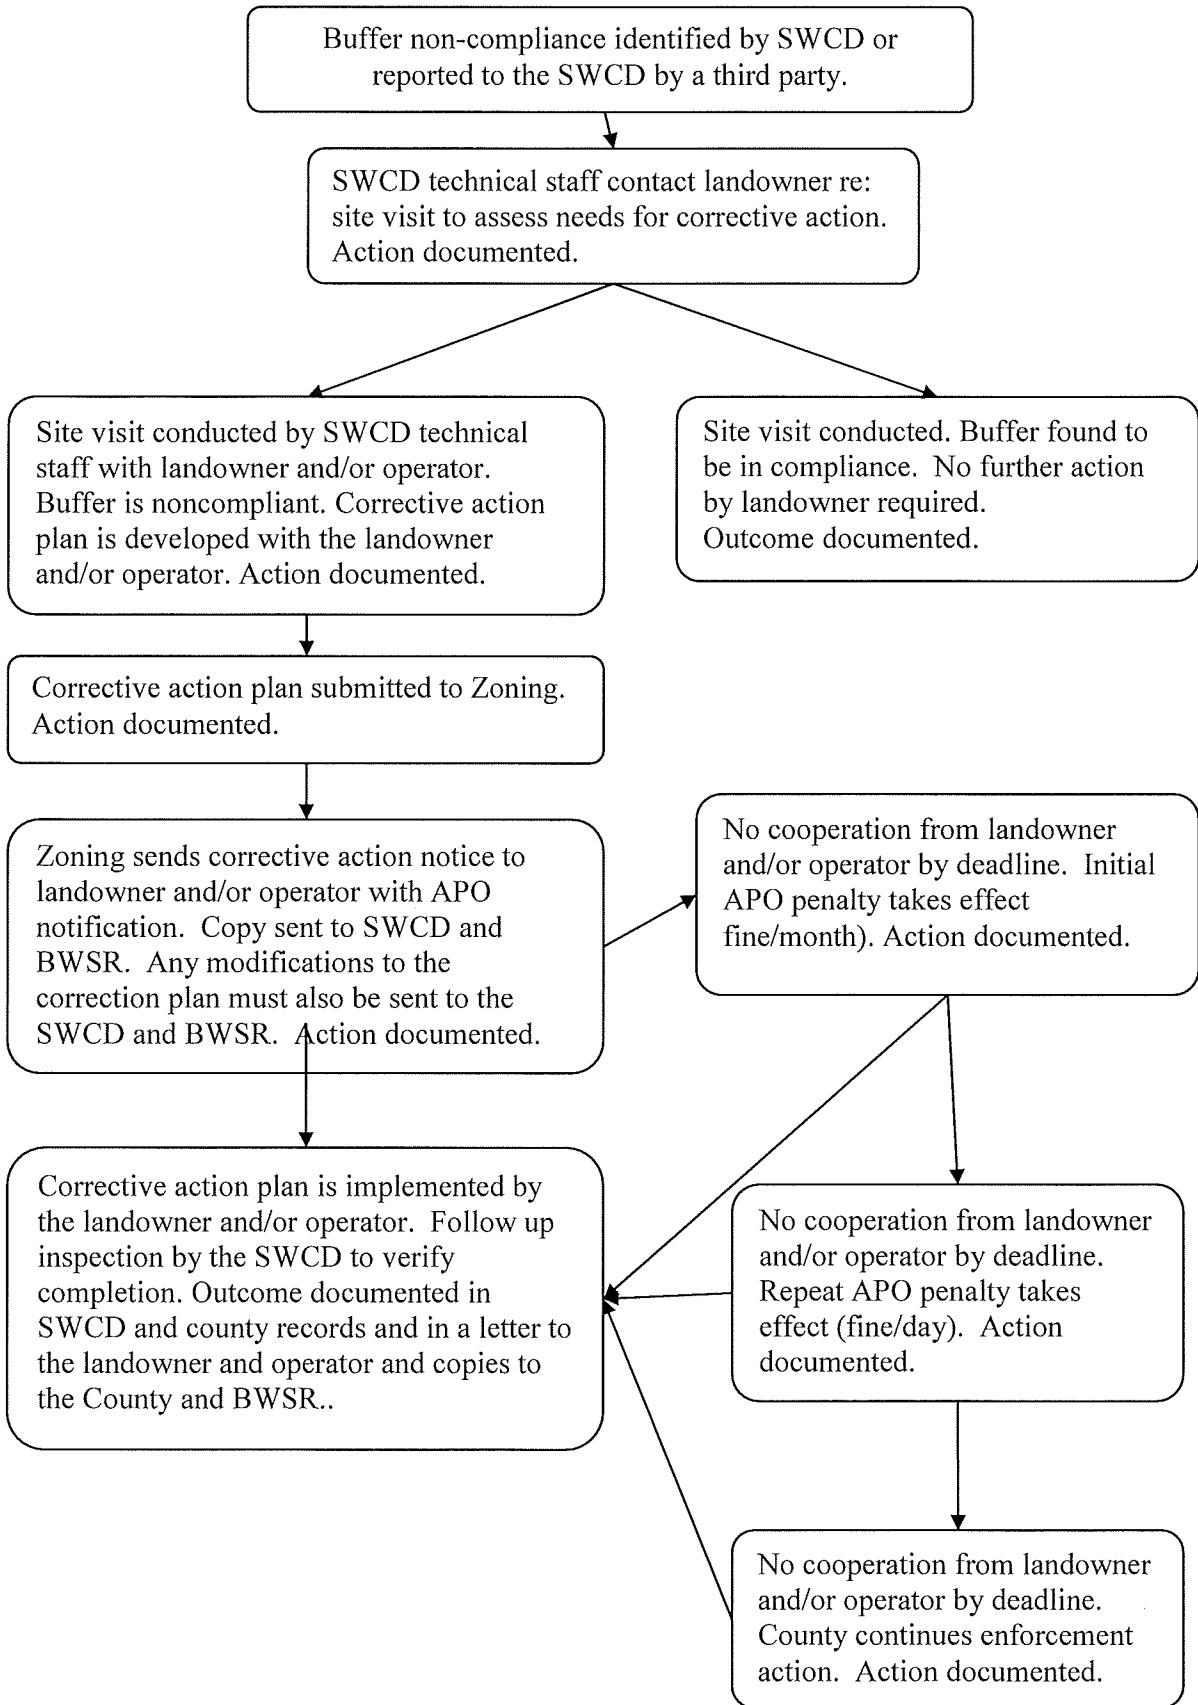 Buffer non-compliance identified by SWCD or
reported to the SWCD by a third party.
SWCD technical staff contact landowner re:
site visit to assess needs for corrective action.
Action documented.
Site visit conducted by SWCD technical
staff with landowner and/or operator.
Buffer is noncompliant. Corrective action
plan is developed with the landowner
and/or operator. Action documented.
Site visit conducted. Buffer found to
be in compliance.  No further action
by landowner required.
Outcome documented.
Corrective action plan submitted to Zoning.
Action documented.
Zoning sends corrective action notice to
landowner and/or operator with APO
notification.  Copy sent to SWCD and
BWSR.  Any modifications to the
correction plan must also be sent to the
SWCD and BWSR.  Action documented.
No cooperation from landowner
and/or operator by deadline.  Initial
APO penalty takes effect
fine/month). Action documented.
Corrective action plan is implemented by
the landowner and/or operator.  Follow up
inspection by the SWCD to verify
completion. Outcome documented in
SWCD and county records and in a letter to
the landowner and operator and copies to
the County and BWSR..
No cooperation from landowner
and/or operator by deadline.
Repeat APO penalty takes
effect (fine/day).  Action
documented.
No cooperation from landowner
and/or operator by deadline.
County continues enforcement
action.  Action documented.